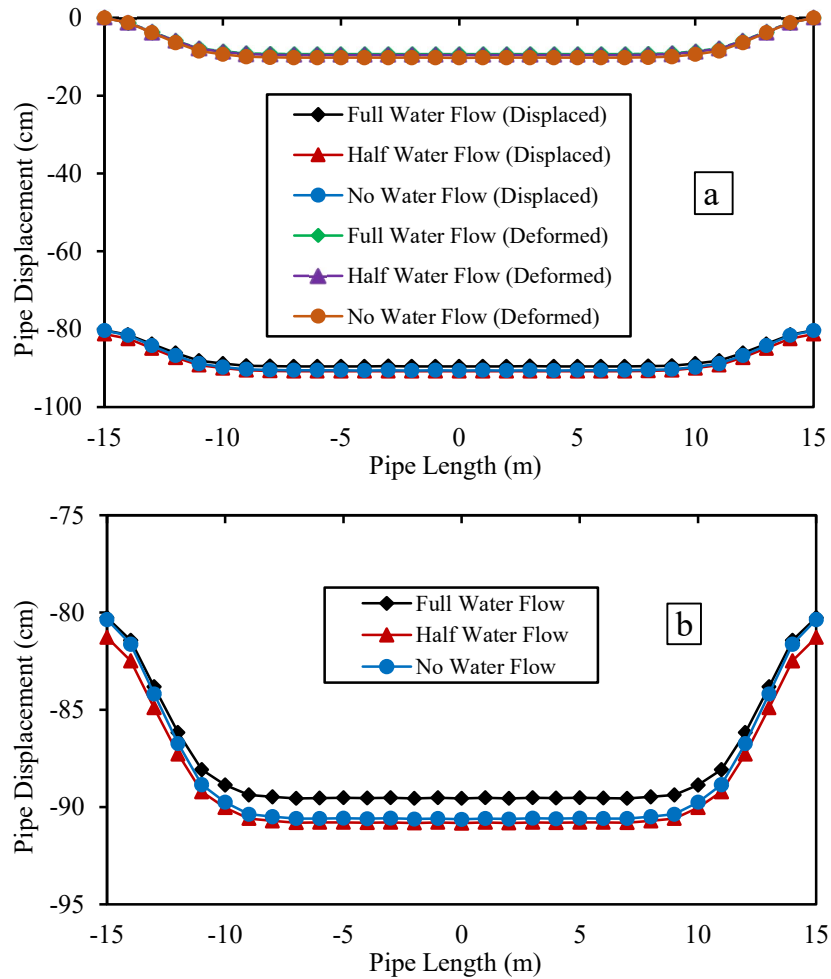 0
-20
-40
-60
-80
-100
Pipe Displacement (cm)
Full Water Flow (Displaced)
Half Water Flow (Displaced)
No Water Flow (Displaced)
Full Water Flow (Deformed)
Half Water Flow (Deformed)
No Water Flow (Deformed)
a
-15 -10 -5 0 5 10 15
Pipe Length (m)
-75
-80
-85
-90
-95
Pipe Displacement (cm)
Full Water Flow
Half Water Flow
No Water Flow
b
-15 -10 -5 0 5 10 15
Pipe Length (m)